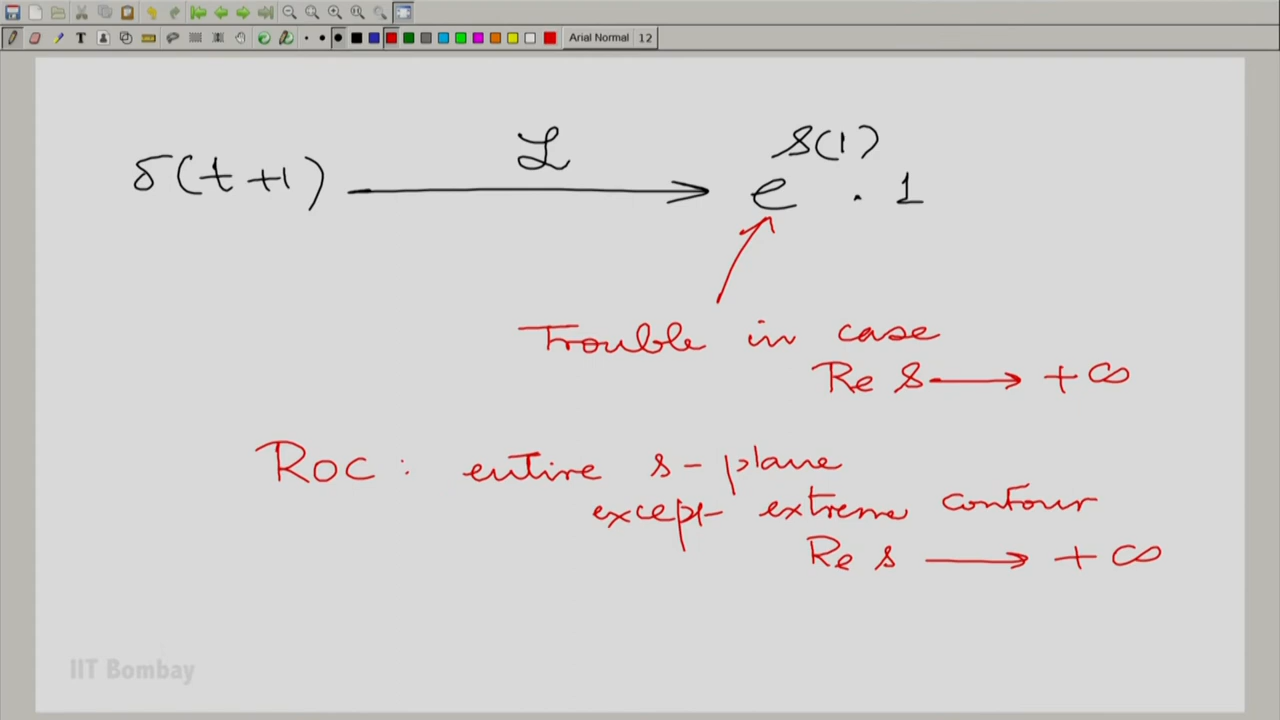 Arial Normal 12
ℒ
δ(t+1) ⟶ e^{s(1)} . 1
Trouble in case
Re s ⟶ +∞
ROC : entire s-plane
except extreme contour
Re s ⟶ +∞
IIT Bombay